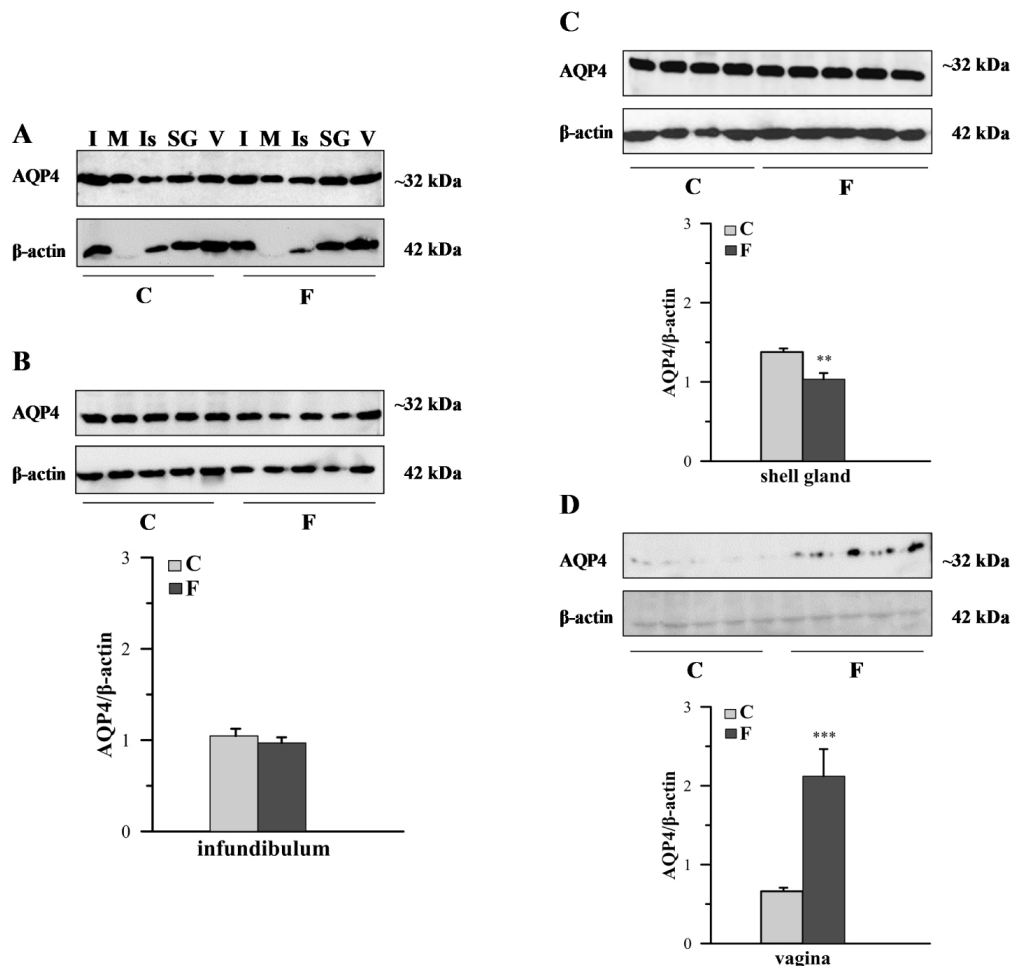 A
I M Is SG V I M Is SG V
AQP4
~32 kDa
β-actin
42 kDa
C F
B
AQP4
~32 kDa
β-actin
42 kDa
C F
3
C
F
2
1
0
AQP4/β-actin
infundibulum
C
AQP4
~32 kDa
β-actin
42 kDa
C F
3
C
F
2
**
1
0
AQP4/β-actin
shell gland
D
AQP4
~32 kDa
β-actin
42 kDa
C F
3
C
F
***
2
1
0
AQP4/β-actin
vagina